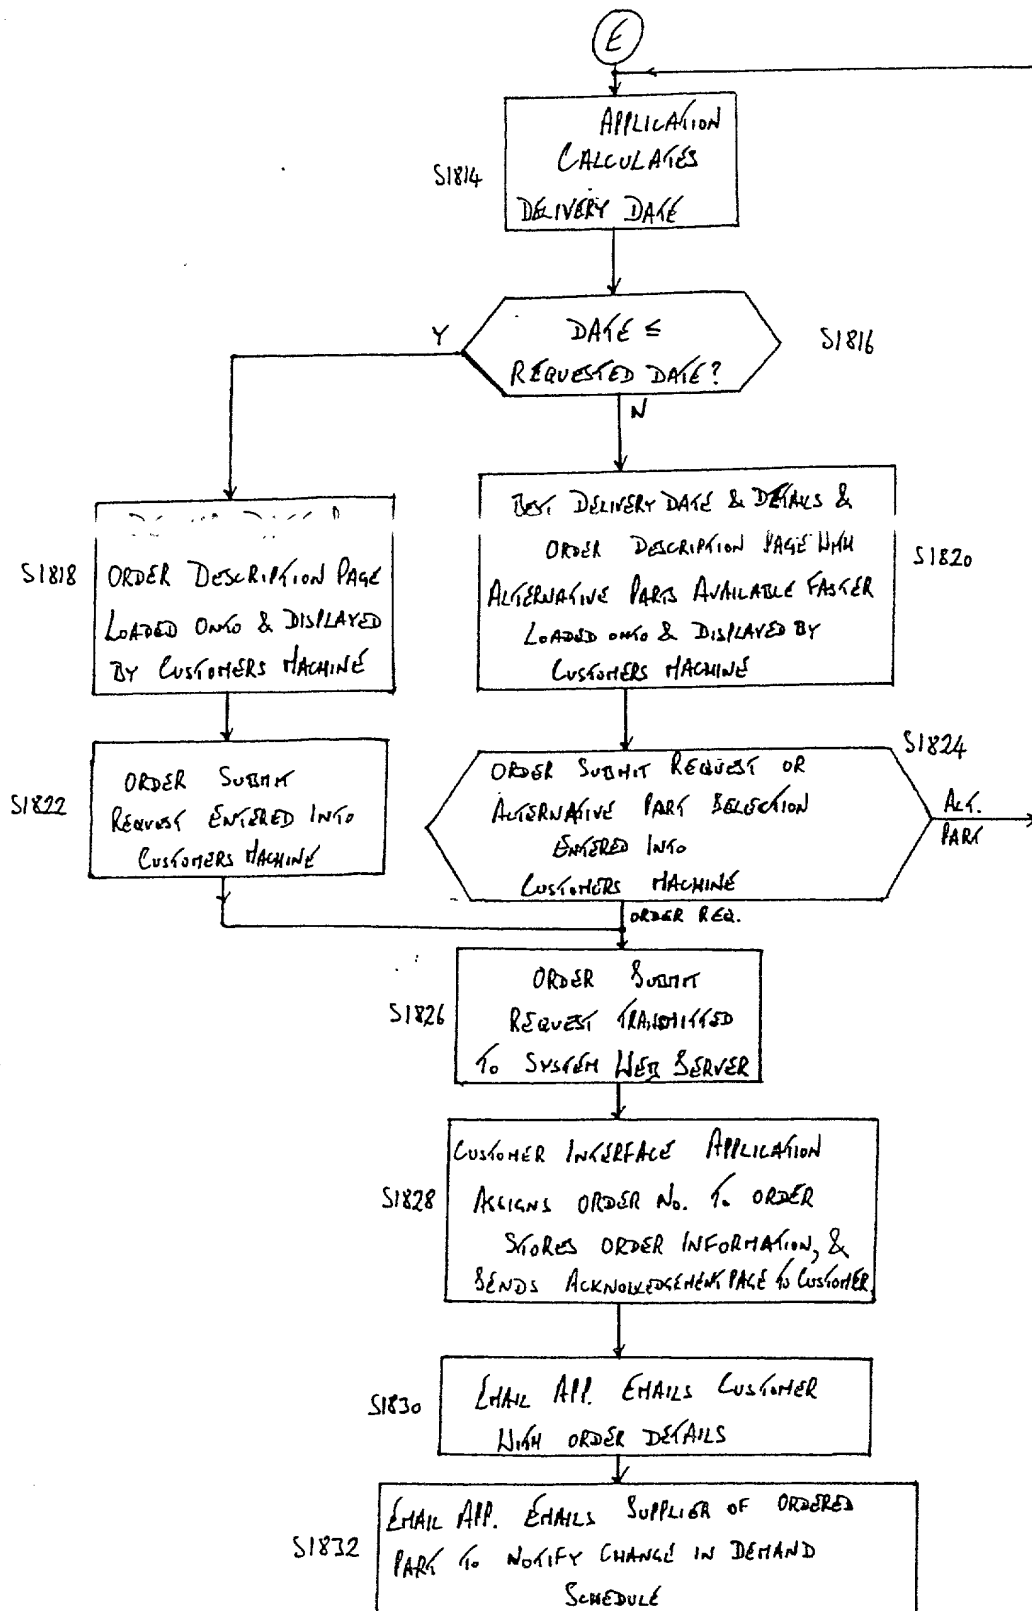 E
APPLICATION
CALCULATES
DELIVERY DATE
S1814
DATE ≤
REQUESTED DATE?
S1816
Y
N
S1818
ORDER DESCRIPTION PAGE
LOADED ONTO & DISPLAYED
BY CUSTOMERS MACHINE
BEST DELIVERY DATE & DETAILS &
ORDER DESCRIPTION PAGE WITH
ALTERNATIVE PARTS AVAILABLE FASTER
LOADED ONTO & DISPLAYED BY
CUSTOMERS MACHINE
S1820
S1822
ORDER SUBMIT
REQUEST ENTERED INTO
CUSTOMERS MACHINE
S1824
ORDER SUBMIT REQUEST OR
ALTERNATIVE PART SELECTION
ENTERED INTO
CUSTOMERS MACHINE
ALT.
PART
ORDER REQ.
S1826
ORDER SUBMIT
REQUEST TRANSMITTED
TO SYSTEM WEB SERVER
S1828
CUSTOMER INTERFACE APPLICATION
ASSIGNS ORDER NO. TO ORDER
STORES ORDER INFORMATION, &
SENDS ACKNOWLEDGEMENT PAGE TO CUSTOMER.
S1830
EMAIL APP. EMAILS CUSTOMER
WITH ORDER DETAILS
S1832
EMAIL APP. EMAILS SUPPLIER OF ORDERED
PART TO NOTIFY CHANGE IN DEMAND
SCHEDULE